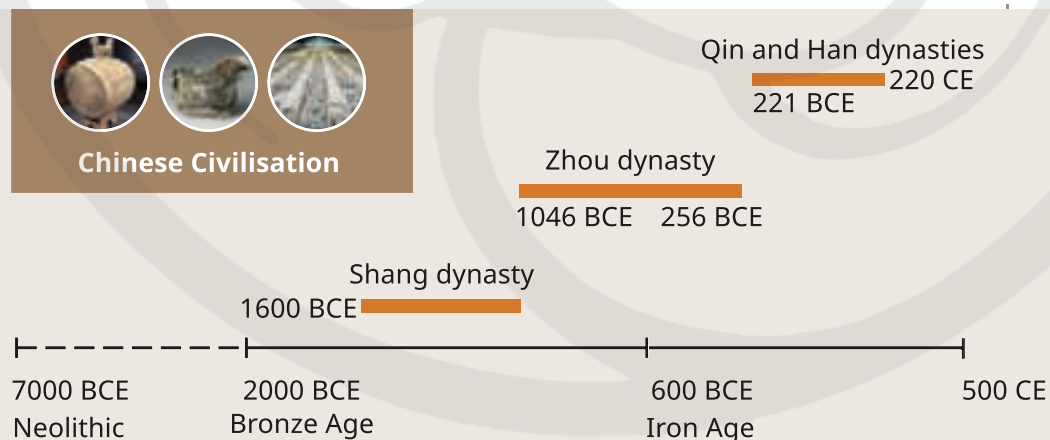 Chinese Civilisation
Qin and Han dynasties
220 CE
221 BCE
Zhou dynasty
1046 BCE 256 BCE
Shang dynasty
1600 BCE
7000 BCE 2000 BCE 600 BCE 500 CE
Neolithic Bronze Age Iron Age